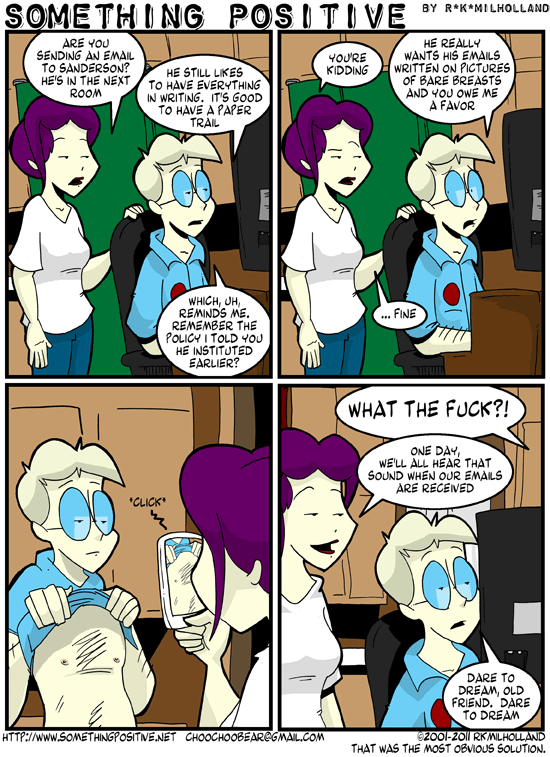 SOMETHING POSITIVE
BY R*K*MILHOLLAND
ARE YOU
SENDING AN EMAIL
TO SANDERSON?
HE'S IN THE NEXT
ROOM
HE STILL LIKES
TO HAVE EVERYTHING
IN WRITING. IT'S GOOD
TO HAVE A PAPER
TRAIL
WHICH, UH,
REMINDS ME.
REMEMBER THE
POLICY I TOLD YOU
HE INSTITUTED
EARLIER?
YOU'RE
KIDDING
HE REALLY
WANTS HIS EMAILS
WRITTEN ON PICTURES
OF BARE BREASTS
AND YOU OWE ME
A FAVOR
... FINE
*CLICK*
WHAT THE FUCK?!
ONE DAY,
WE'LL ALL HEAR THAT
SOUND WHEN OUR EMAILS
ARE RECEIVED
DARE TO
DREAM, OLD
FRIEND. DARE
TO DREAM
HTTP://WWW.SOMETHINGPOSITIVE.NET CHOOCHOOBEAR@GMAIL.COM
©2001-2011 RKMILHOLLAND
THAT WAS THE MOST OBVIOUS SOLUTION.